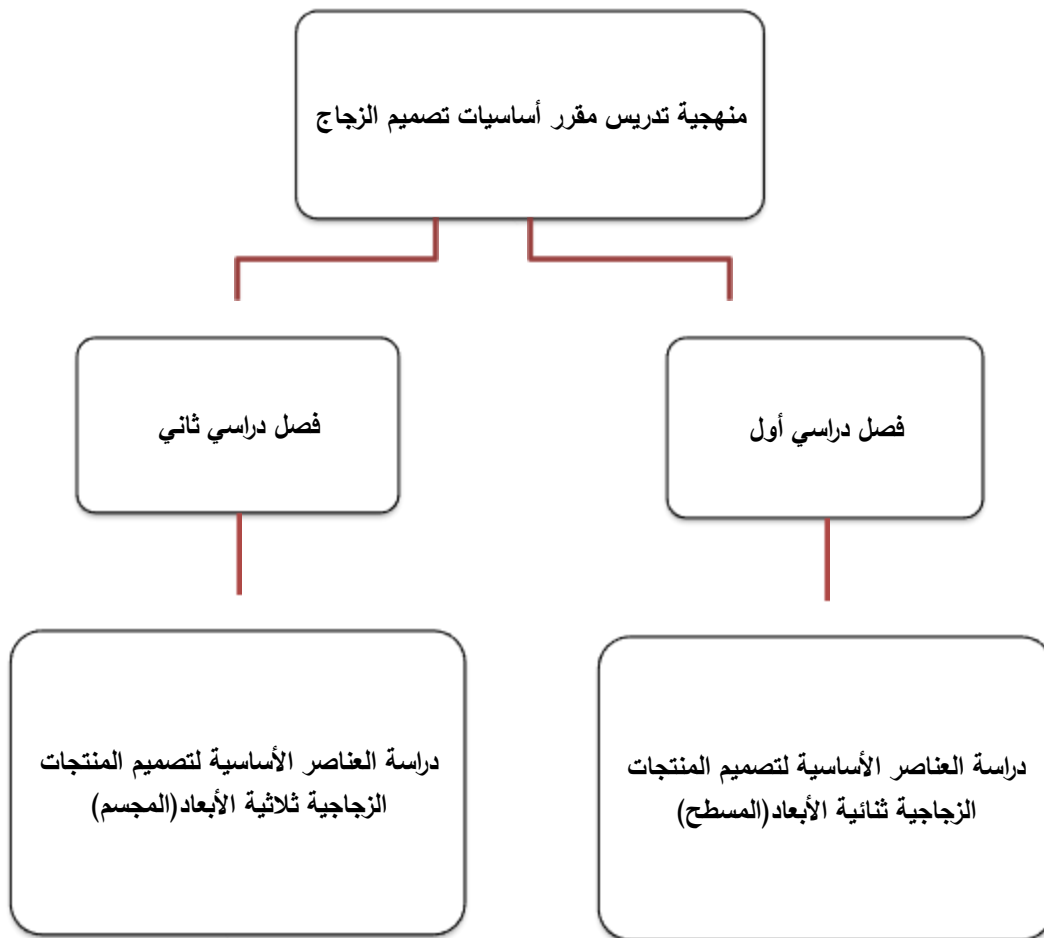 منهجية تدريس مقرر أساسيات تصميم الزجاج
فصل دراسي أول
فصل دراسي ثاني
دراسة العناصر الأساسية لتصميم المنتجات
الزجاجية ثنائية الأبعاد(المسطح)
دراسة العناصر الأساسية لتصميم المنتجات
الزجاجية ثلاثية الأبعاد(المجسم)